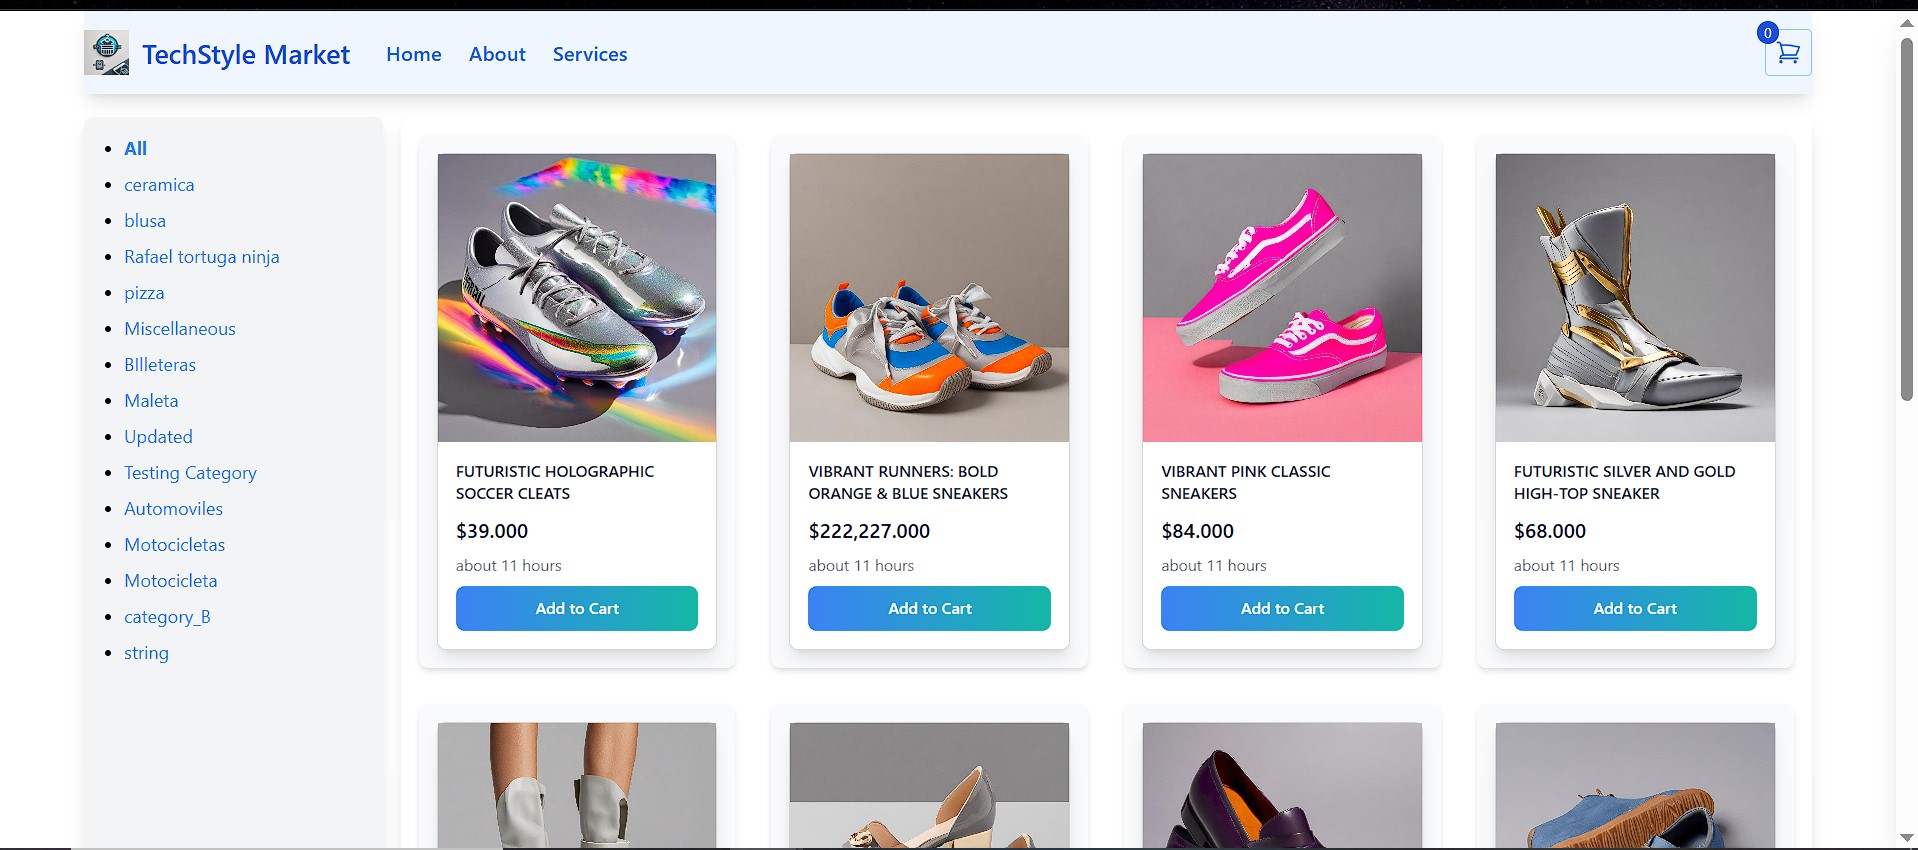 TechStyle Market
Home
About
Services
0
All
ceramica
blusa
Rafael tortuga ninja
pizza
Miscellaneous
BIlleteras
Maleta
Updated
Testing Category
Automoviles
Motocicletas
Motocicleta
category_B
string
FUTURISTIC HOLOGRAPHIC
SOCCER CLEATS
$39.000
about 11 hours
Add to Cart
VIBRANT RUNNERS: BOLD
ORANGE & BLUE SNEAKERS
$222,227.000
about 11 hours
Add to Cart
VIBRANT PINK CLASSIC
SNEAKERS
$84.000
about 11 hours
Add to Cart
FUTURISTIC SILVER AND GOLD
HIGH-TOP SNEAKER
$68.000
about 11 hours
Add to Cart